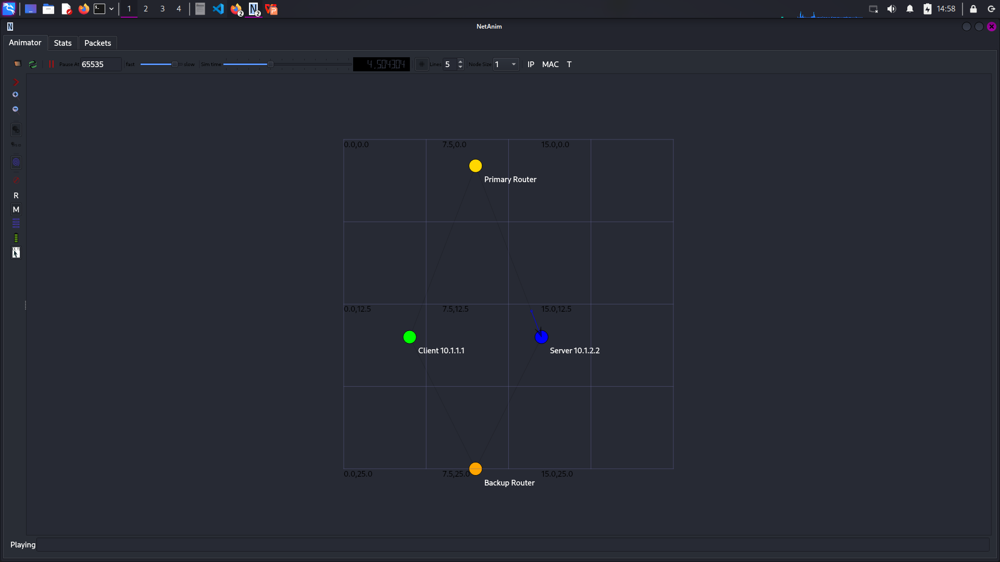 1 2 3 4 2 N 2 14:58
N NetAnim
Animator Stats Packets
Pause At 65535 fast slow Sim time 4.504304 # Lines 5 Node Size 1 IP MAC T
0.0,0.0 7.5,0.0 15.0,0.0
Primary Router
R
M
0.0,12.5 7.5,12.5 15.0,12.5
Client 10.1.1.1 Server 10.1.2.2
0.0,25.0 7.5,25.0 15.0,25.0
Backup Router
Playing